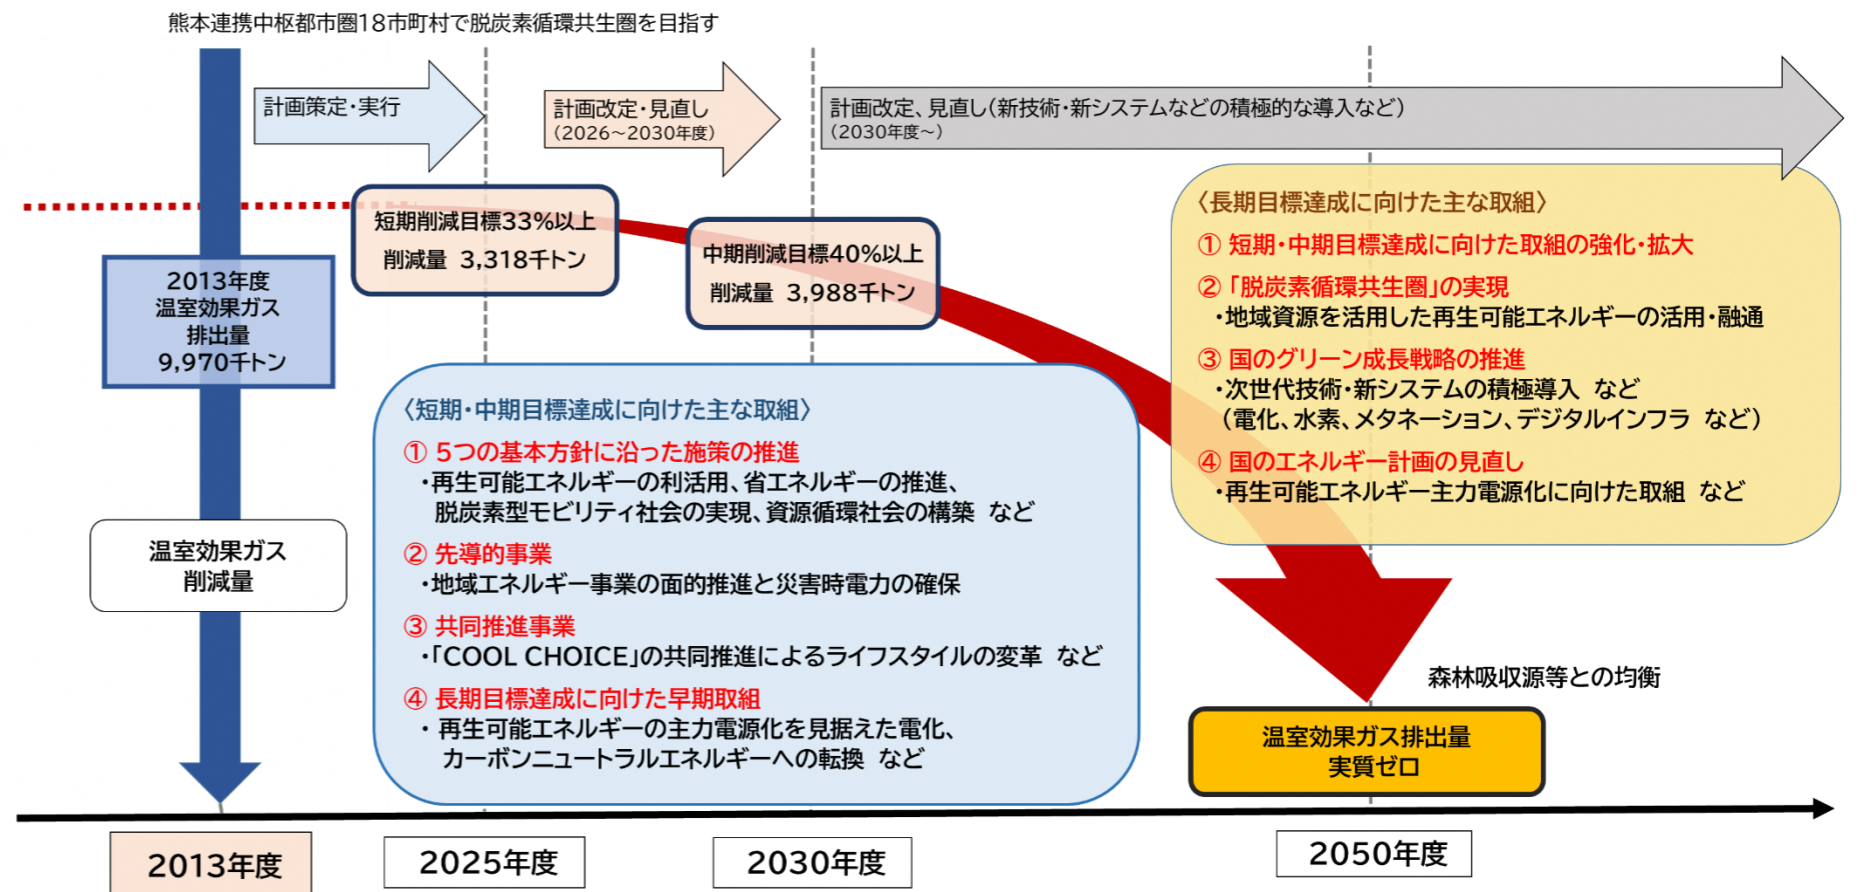 熊本連携中枢都市圏18市町村で脱炭素循環共生圏を目指す
計画策定・実行
計画改定・見直し
（2026～2030年度）
計画改定、見直し（新技術・新システムなどの積極的な導入など）
（2030年度～）
短期削減目標33%以上
削減量 3,318千トン
中期削減目標40%以上
削減量 3,988千トン
2013年度
温室効果ガス
排出量
9,970千トン
温室効果ガス
削減量
〈短期・中期目標達成に向けた主な取組〉
① 5つの基本方針に沿った施策の推進
・再生可能エネルギーの利活用、省エネルギーの推進、
脱炭素型モビリティ社会の実現、資源循環社会の構築 など
② 先導的事業
・地域エネルギー事業の面的推進と災害時電力の確保
③ 共同推進事業
・「COOL CHOICE」の共同推進によるライフスタイルの変革 など
④ 長期目標達成に向けた早期取組
・ 再生可能エネルギーの主力電源化を見据えた電化、
カーボンニュートラルエネルギーへの転換 など
〈長期目標達成に向けた主な取組〉
① 短期・中期目標達成に向けた取組の強化・拡大
② 「脱炭素循環共生圏」の実現
・地域資源を活用した再生可能エネルギーの活用・融通
③ 国のグリーン成長戦略の推進
・次世代技術・新システムの積極導入 など
（電化、水素、メタネーション、デジタルインフラ など）
④ 国のエネルギー計画の見直し
・再生可能エネルギー主力電源化に向けた取組 など
森林吸収源等との均衡
温室効果ガス排出量
実質ゼロ
2013年度
2025年度
2030年度
2050年度